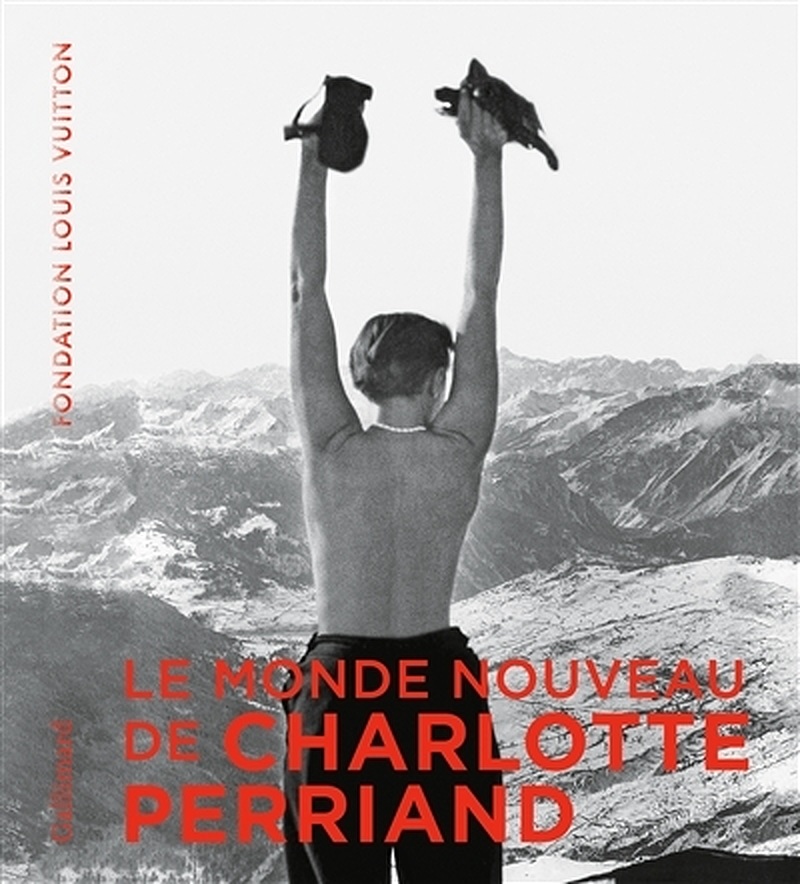 FONDATION LOUIS VUITTON
LE MONDE NOUVEAU
DE CHARLOTTE
PERRIAND
Gallimard